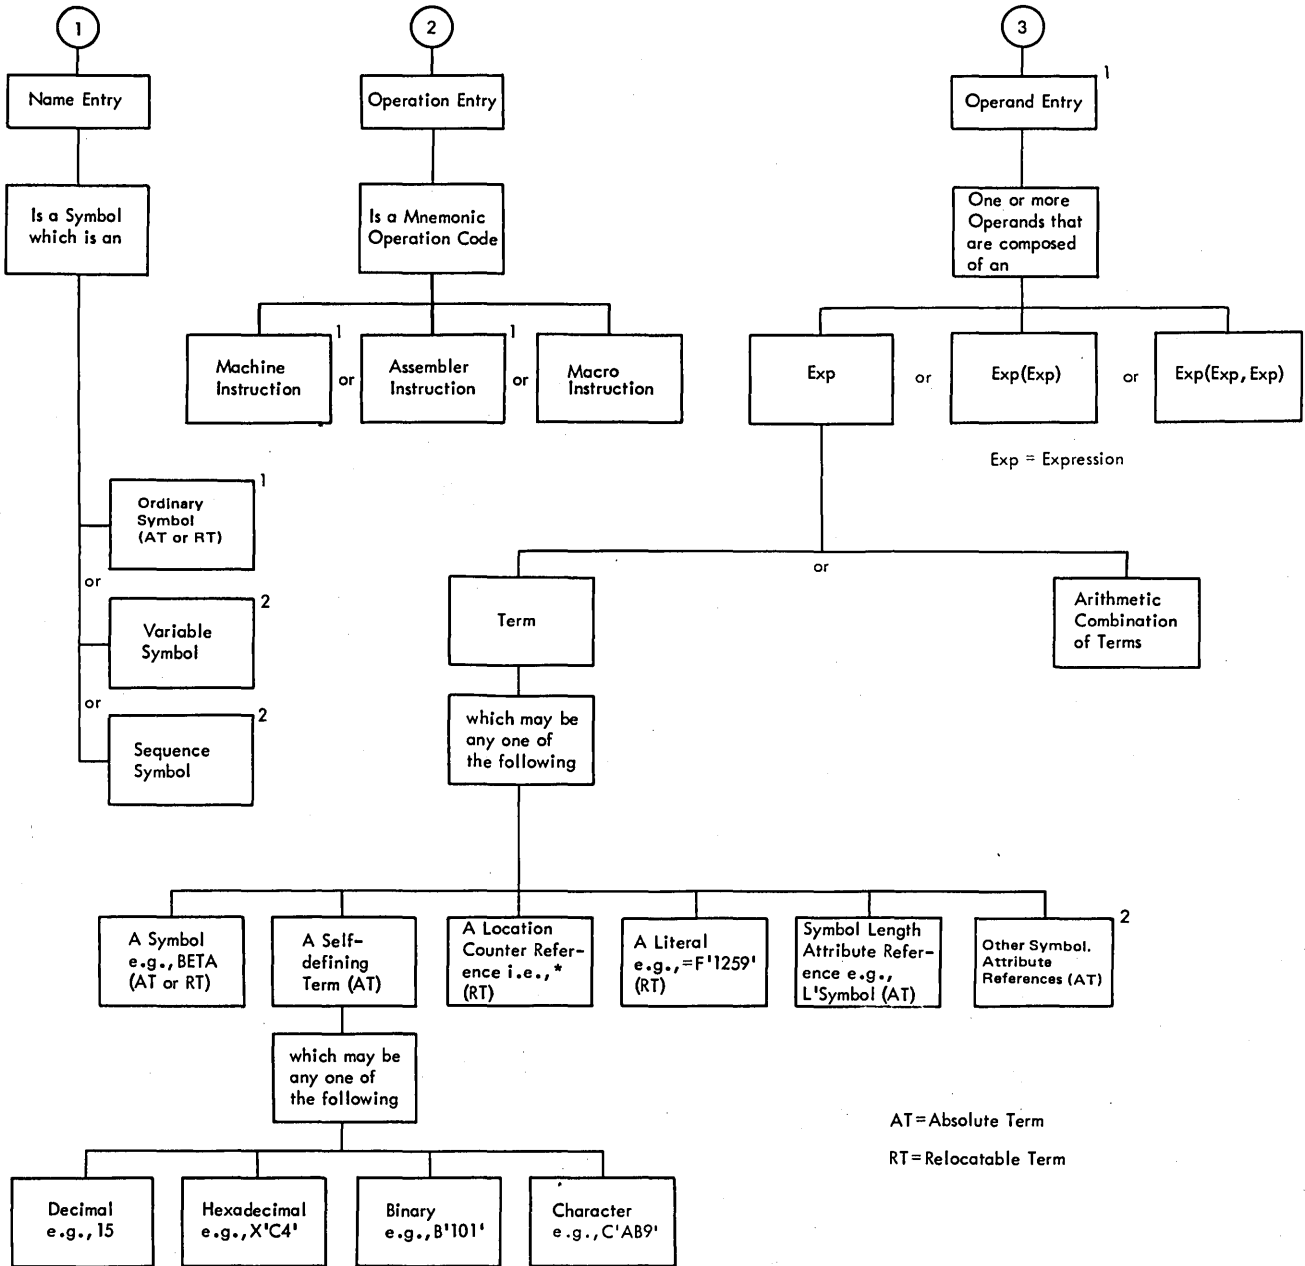 1
2
3
Name Entry
Operation Entry
Operand Entry
1
Is a Symbol
which is an
Is a Mnemonic
Operation Code
One or more
Operands that
are composed
of an
Machine
Instruction
1
or
Assembler
Instruction
1
or
Macro
Instruction
Exp
or
Exp(Exp)
or
Exp(Exp, Exp)
Exp = Expression
Ordinary
Symbol
(AT or RT)
1
or
Variable
Symbol
2
or
Sequence
Symbol
2
or
Term
Arithmetic
Combination
of Terms
which may be
any one of
the following
A Symbol
e.g., BETA
(AT or RT)
A Self-
defining
Term (AT)
A Location
Counter Refer-
ence i.e., *
(RT)
A Literal
e.g., =F'1259'
(RT)
Symbol Length
Attribute Refer-
ence e.g.,
L'Symbol (AT)
Other Symbol.
Attribute
References (AT)
2
which may be
any one of
the following
AT=Absolute Term
RT=Relocatable Term
Decimal
e.g., 15
Hexadecimal
e.g., X'C4'
Binary
e.g., B'101'
Character
e.g., C'AB9'